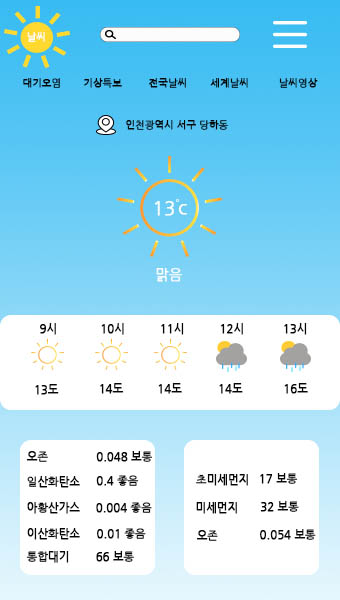 날씨
대기오염 기상특보 전국날씨 세계날씨 날씨영상
인천광역시 서구 당하동
13°c
맑음
9시 10시 11시 12시 13시
13도 14도 14도 14도 16도
오존 0.048 보통
일산화탄소 0.4 좋음
아황산가스 0.004 좋음
이산화탄소 0.01 좋음
통합대기 66 보통
초미세먼지 17 보통
미세먼지 32 보통
오존 0.054 보통